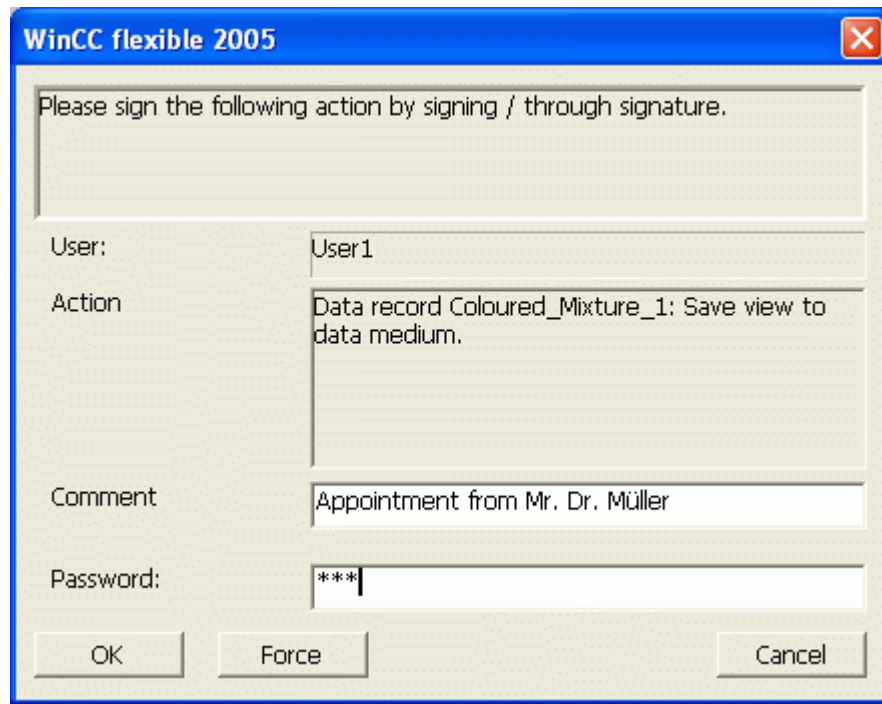 WinCC flexible 2005
Please sign the following action by signing / through signature.
User:
User1
Action
Data record Coloured_Mixture_1: Save view to
data medium.
Comment
Appointment from Mr. Dr. Müller
Password:
***
OK
Force
Cancel